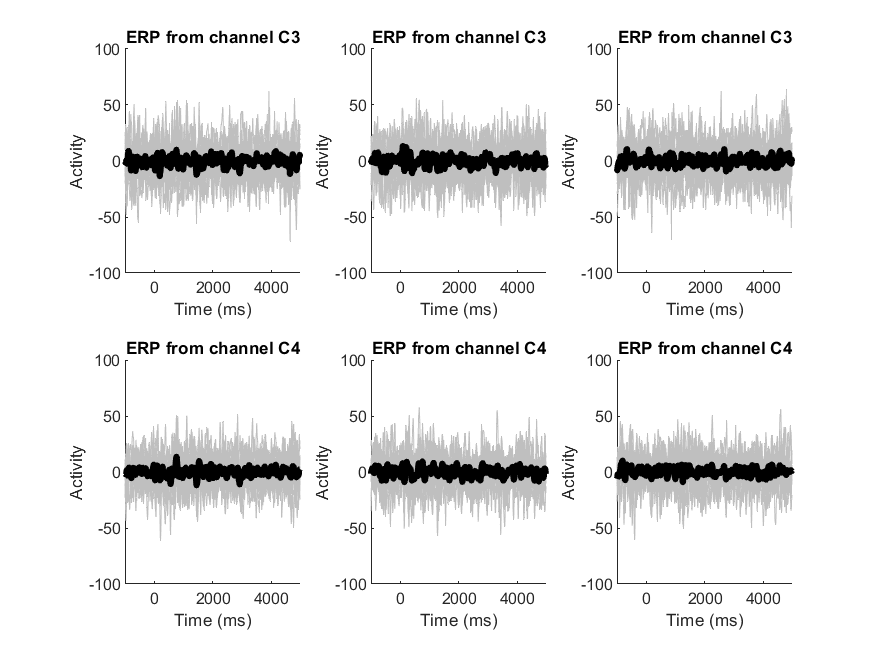 ERP from channel C3 ERP from channel C3 ERP from channel C3
100 100 100
50 50 50
Activity Activity Activity
0 0 0
-50 -50 -50
-100 -100 -100
0 2000 4000 0 2000 4000 0 2000 4000
Time (ms) Time (ms) Time (ms)
ERP from channel C4 ERP from channel C4 ERP from channel C4
100 100 100
50 50 50
Activity Activity Activity
0 0 0
-50 -50 -50
-100 -100 -100
0 2000 4000 0 2000 4000 0 2000 4000
Time (ms) Time (ms) Time (ms)